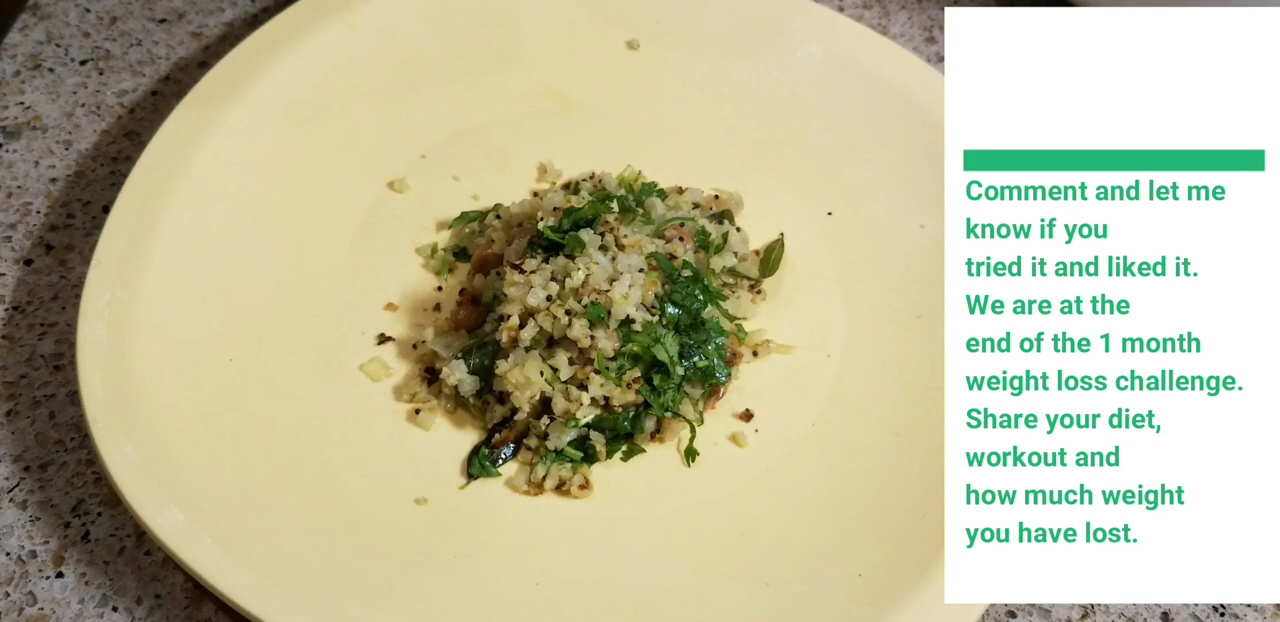 Comment and let me
know if you
tried it and liked it.
We are at the
end of the 1 month
weight loss challenge.
Share your diet,
workout and
how much weight
you have lost.